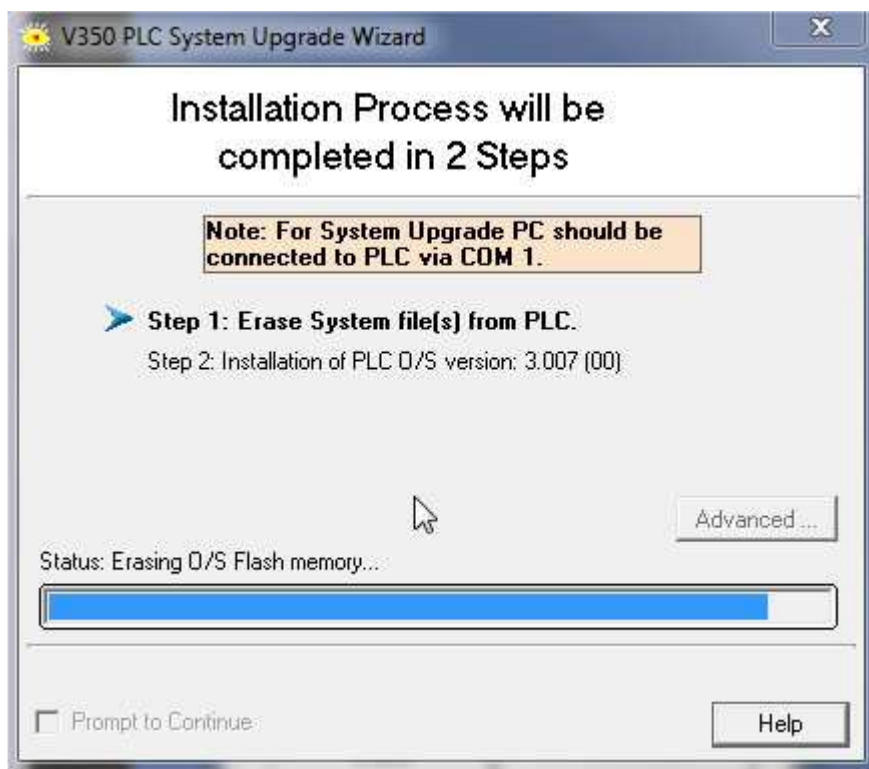 V350 PLC System Upgrade Wizard
Installation Process will be
completed in 2 Steps
Note: For System Upgrade PC should be
connected to PLC via COM 1.
Step 1: Erase System file(s) from PLC.
Step 2: Installation of PLC O/S version: 3.007 (00)
Advanced ...
Status: Erasing O/S Flash memory...
Prompt to Continue
Help